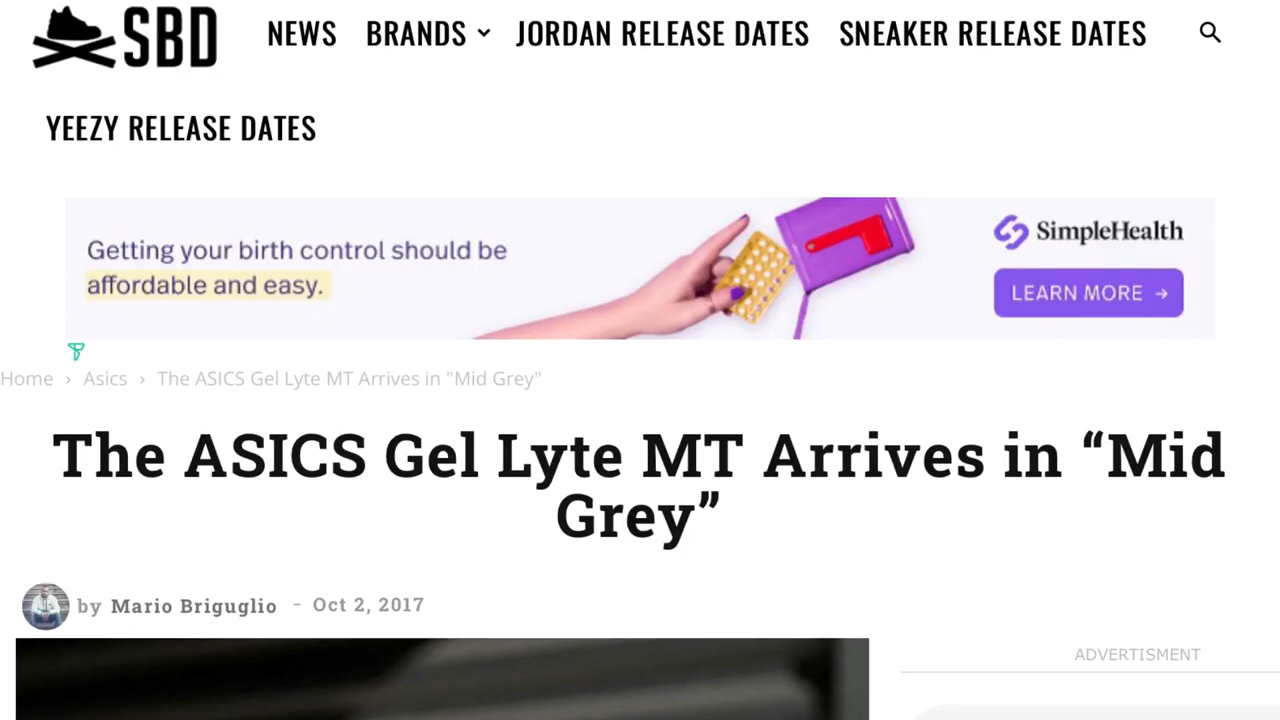 SBD
NEWS BRANDS JORDAN RELEASE DATES SNEAKER RELEASE DATES
YEEZY RELEASE DATES
Getting your birth control should be
affordable and easy.
SimpleHealth
LEARN MORE →
Home › Asics › The ASICS Gel Lyte MT Arrives in "Mid Grey"
The ASICS Gel Lyte MT Arrives in “Mid
Grey”
by Mario Briguglio - Oct 2, 2017
ADVERTISMENT